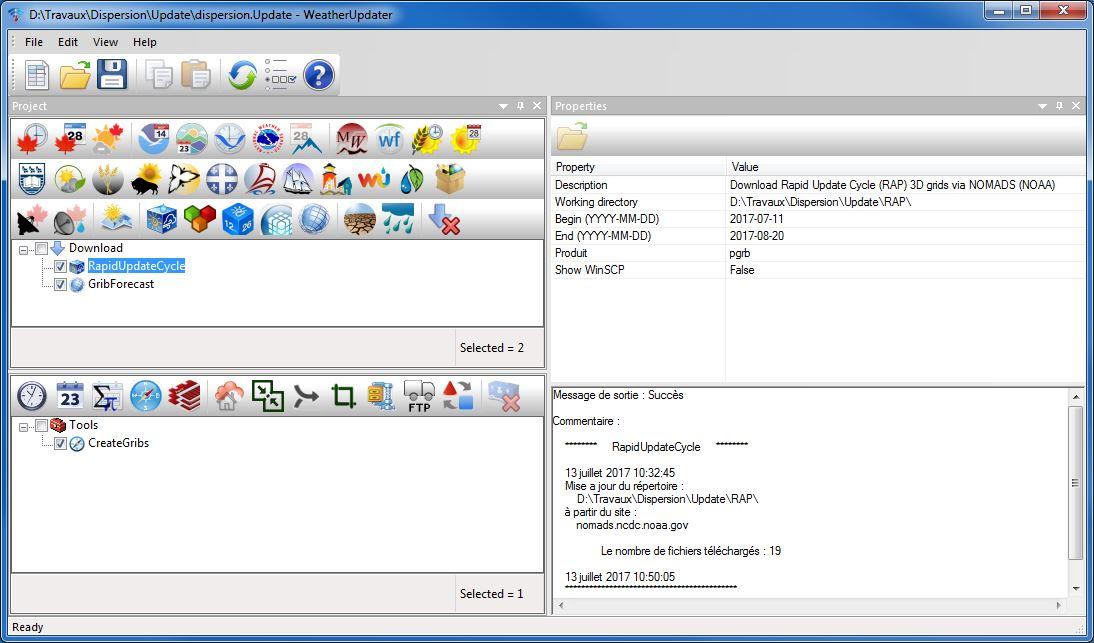 D:\Travaux\Dispersion\Update\dispersion.Update - WeatherUpdater
File Edit View Help
Project
14
28
23
28
MW
wf
28
wü
12 26
Download
RapidUpdateCycle
GribForecast
Selected = 2
23
FTP
Tools
CreateGribs
Selected = 1
Properties
Property Value
Description Download Rapid Update Cycle (RAP) 3D grids via NOMADS (NOAA)
Working directory D:\Travaux\Dispersion\Update\RAP\
Begin (YYYY-MM-DD) 2017-07-11
End (YYYY-MM-DD) 2017-08-20
Produit pgrb
Show WinSCP False
Message de sortie : Succès
Commentaire :
******** RapidUpdateCycle ********
13 juillet 2017 10:32:45
Mise a jour du répertoire :
D:\Travaux\Dispersion\Update\RAP\
à partir du site :
nomads.ncdc.noaa.gov
Le nombre de fichiers téléchargés : 19
13 juillet 2017 10:50:05
Ready